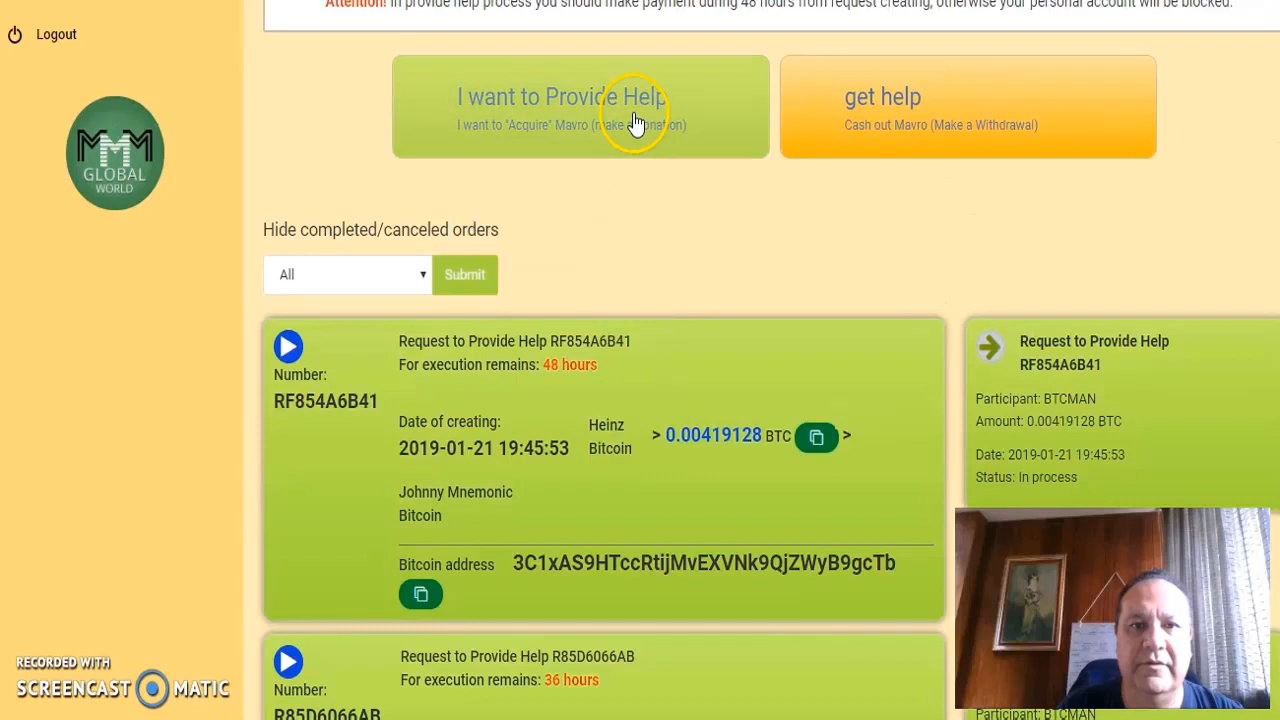 Attention! In provide help process you should make payment during 48 hours from request creating, otherwise your personal account will be blocked.
Logout
MMM
GLOBAL
WORLD
I want to Provide Help
I want to "Acquire" Mavro (make a donation)
get help
Cash out Mavro (Make a Withdrawal)
Hide completed/canceled orders
All
Submit
Number:
RF854A6B41
Request to Provide Help RF854A6B41
For execution remains: 48 hours
Date of creating:
2019-01-21 19:45:53
Heinz
Bitcoin
> 0.00419128 BTC >
Johnny Mnemonic
Bitcoin
Bitcoin address 3C1xAS9HTccRtijMvEXVNk9QjZWyB9gcTb
Request to Provide Help
RF854A6B41
Participant: BTCMAN
Amount: 0.00419128 BTC
Date: 2019-01-21 19:45:53
Status: In process
Number:
R85D6066AB
Request to Provide Help R85D6066AB
For execution remains: 36 hours
Participant: BTCMAN
RECORDED WITH
SCREENCAST MATIC